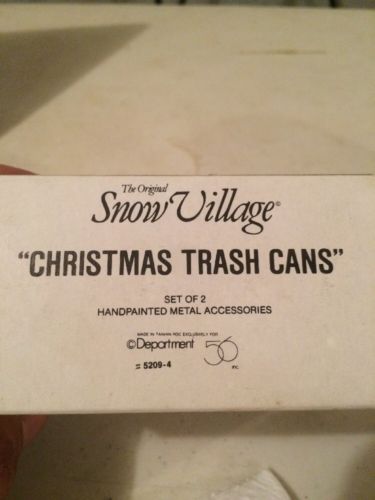 The Original
Snow Village©
"CHRISTMAS TRASH CANS"
SET OF 2
HANDPAINTED METAL ACCESSORIES
MADE IN TAIWAN ROC EXCLUSIVELY FOR
©Department 56 INC.
# 5209-4